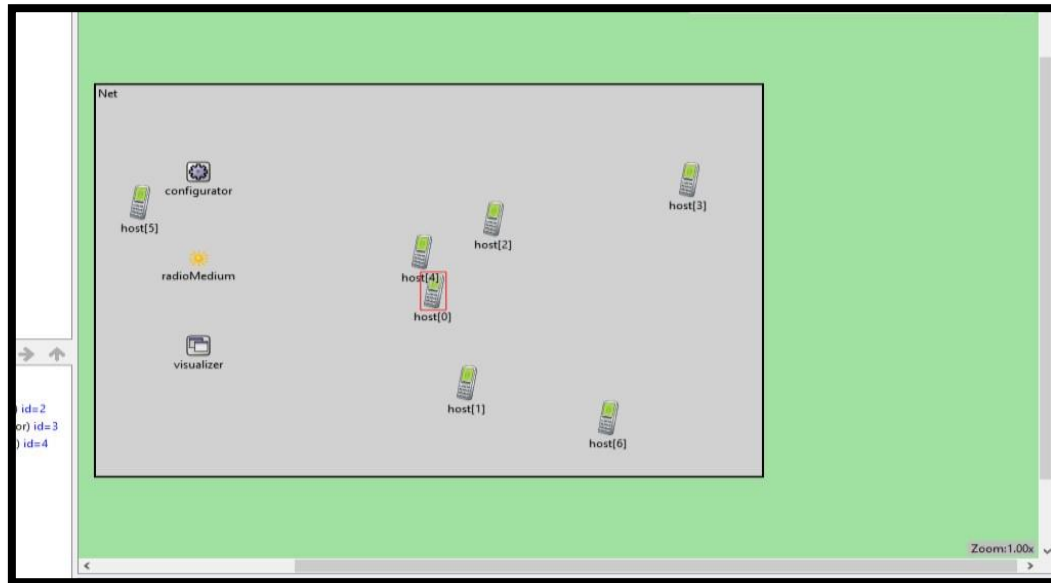 Net
configurator
host[5]
host[3]
host[2]
radioMedium
host[4]
host[0]
visualizer
host[1]
host[6]
) id=2
or) id=3
) id=4
Zoom:1.00x